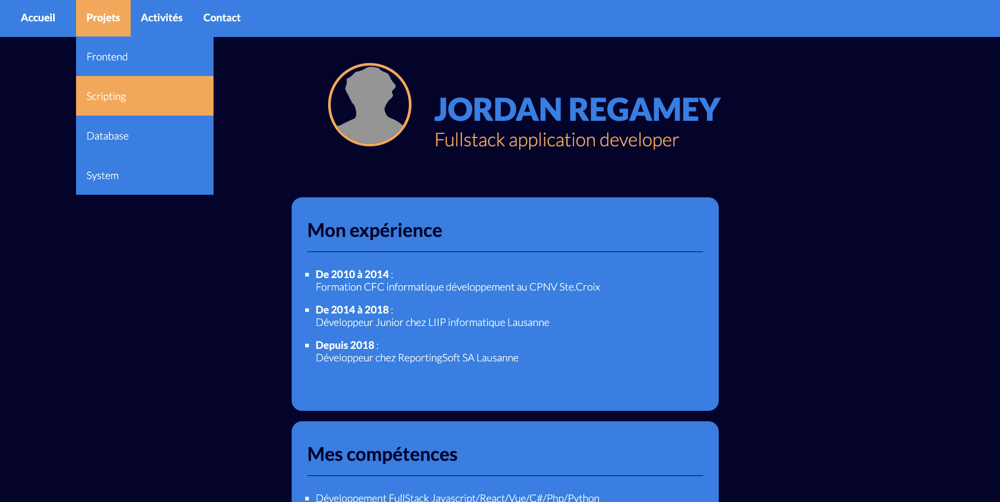 Accueil
Projets
Activités
Contact
Frontend
Scripting
Database
System
JORDAN REGAMEY
Fullstack application developer
Mon expérience
De 2010 à 2014 :
Formation CFC informatique développement au CPNV Ste.Croix
De 2014 à 2018 :
Développeur Junior chez LIIP informatique Lausanne
Depuis 2018 :
Développeur chez ReportingSoft SA Lausanne
Mes compétences
Développement FullStack Javascript/React/Vue/C#/Php/Python